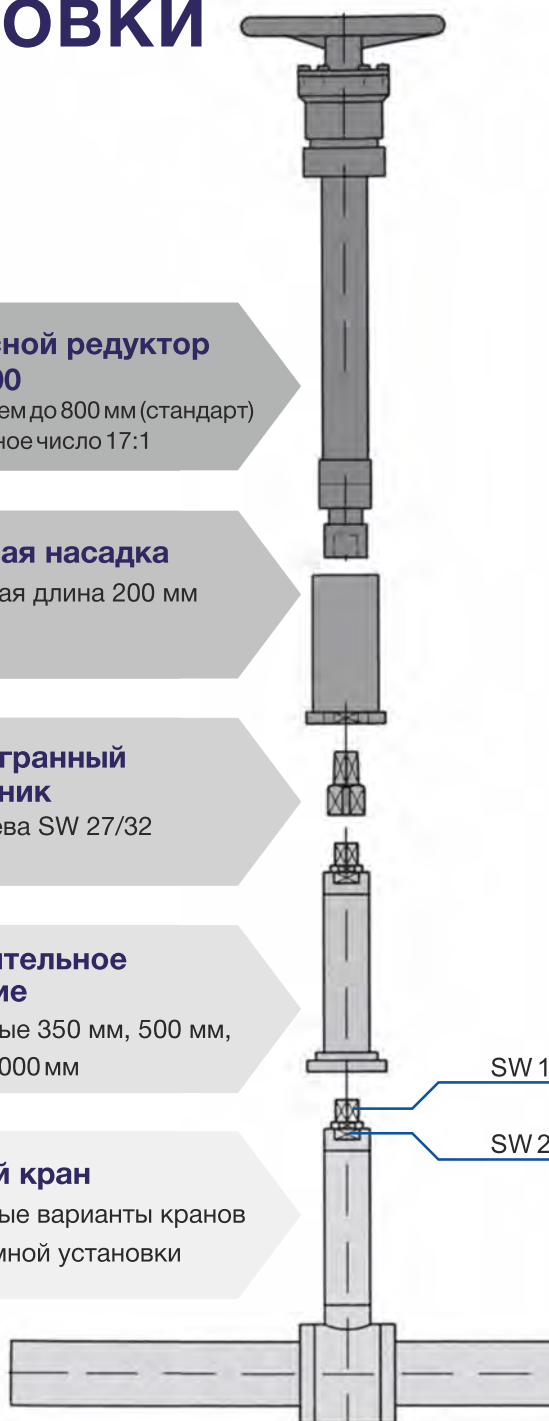 овки
сной редуктор
00
ем до 800 мм (стандарт)
ное число 17:1
ая насадка
ая длина 200 мм
гранный
ник
ева SW 27/32
ительное
ие
ые 350 мм, 500 мм,
000 мм
SW 1
SW 2
й кран
ые варианты кранов
мной установки